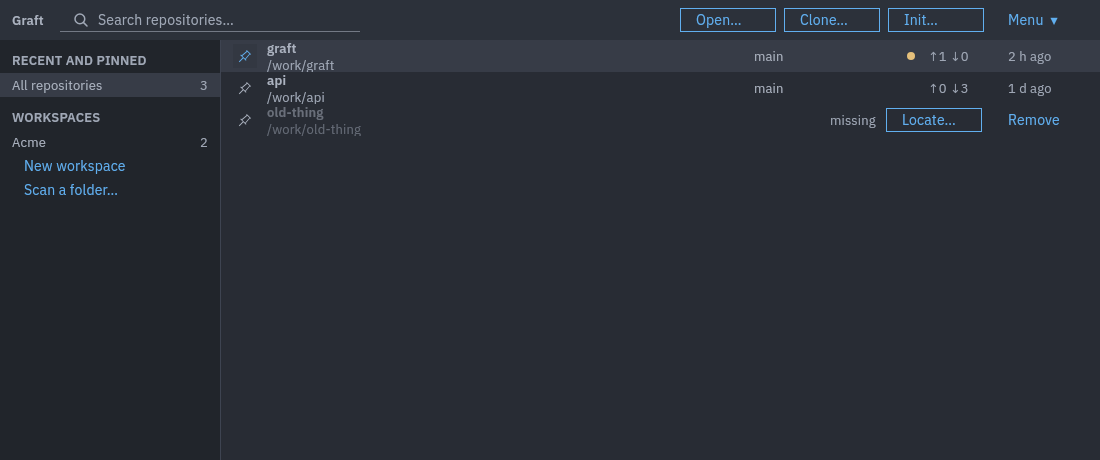 Graft
Search repositories...
Open...
Clone...
Init...
Menu ▾
RECENT AND PINNED
All repositories 3
WORKSPACES
Acme 2
New workspace
Scan a folder...
graft
/work/graft
main
↑1 ↓0
2 h ago
api
/work/api
main
↑0 ↓3
1 d ago
old-thing
/work/old-thing
missing
Locate...
Remove